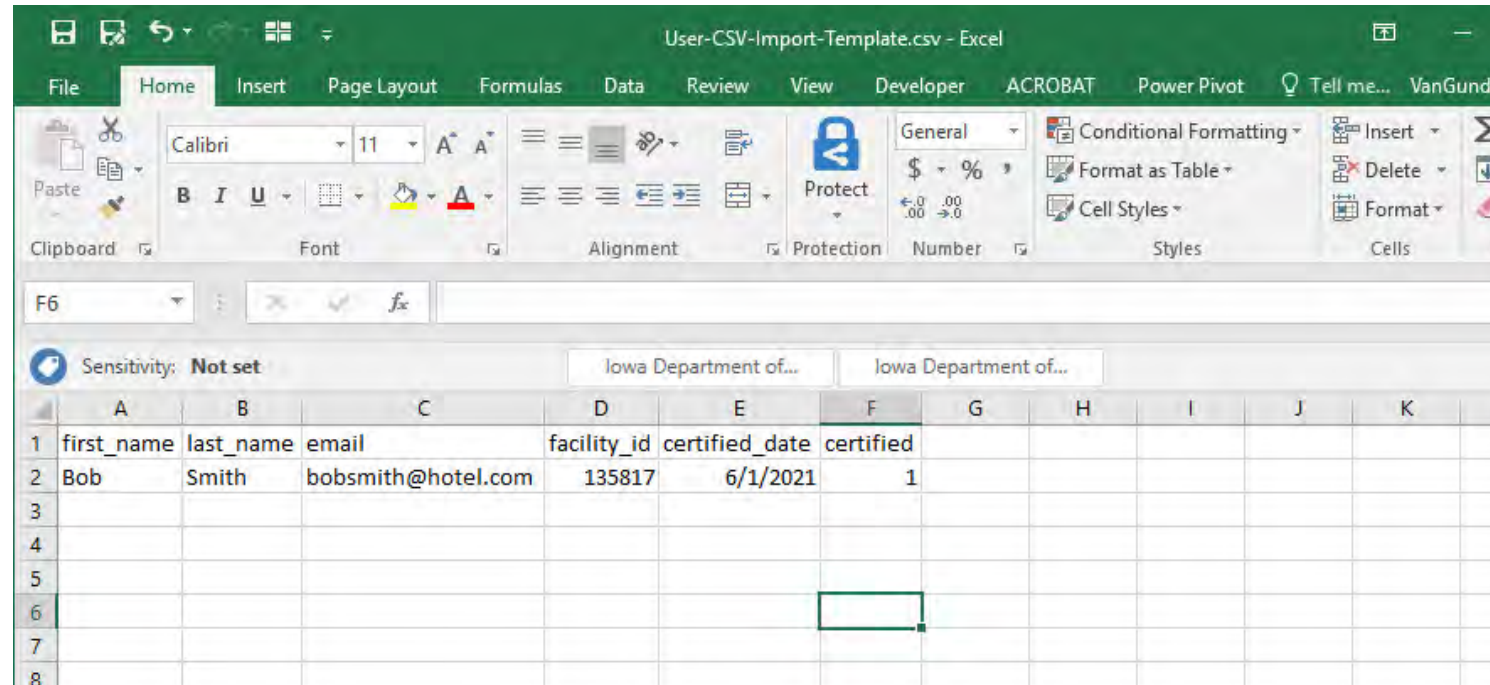 User-CSV-Import-Template.csv - Excel
File Home Insert Page Layout Formulas Data Review View Developer ACROBAT Power Pivot Tell me... VanGund
Paste Calibri 11 A A General Conditional Formatting Insert
B I U A Protect $ % , Format as Table Delete
.0 .00 .00 .0 Cell Styles Format
Clipboard Font Alignment Protection Number Styles Cells
F6 fx
Sensitivity: Not set Iowa Department of... Iowa Department of...
A B C D E F G H I J K
1 first_name last_name email facility_id certified_date certified
2 Bob Smith bobsmith@hotel.com 135817 6/1/2021 1
3
4
5
6
7
8